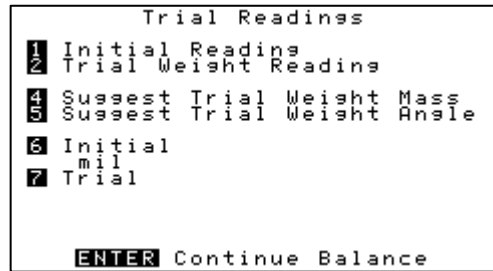 Trial Readings
1 Initial Reading
2 Trial Weight Reading
4 Suggest Trial Weight Mass
5 Suggest Trial Weight Angle
6 Initial
mil
7 Trial
ENTER Continue Balance